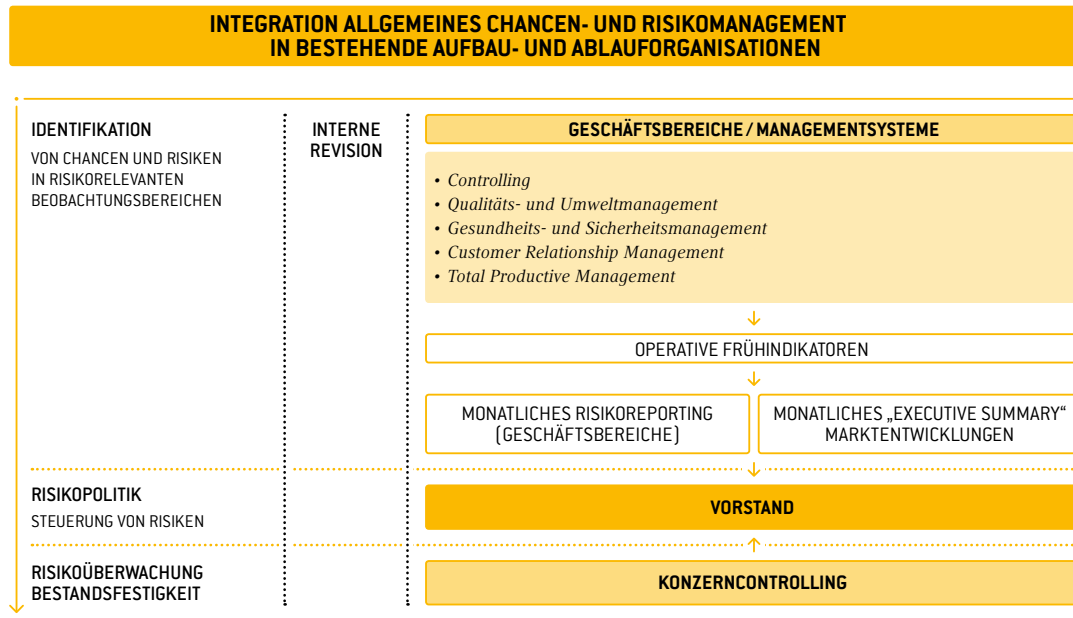 INTEGRATION ALLGEMEINES CHANCEN- UND RISIKOMANAGEMENT
IN BESTEHENDE AUFBAU- UND ABLAUFORGANISATIONEN
IDENTIFIKATION
VON CHANCEN UND RISIKEN
IN RISIKORELEVANTEN
BEOBACHTUNGSBEREICHEN
INTERNE
REVISION
GESCHÄFTSBEREICHE / MANAGEMENTSYSTEME
• Controlling
• Qualitäts- und Umweltmanagement
• Gesundheits- und Sicherheitsmanagement
• Customer Relationship Management
• Total Productive Management
OPERATIVE FRÜHINDIKATOREN
MONATLICHES RISIKOREPORTING
(GESCHÄFTSBEREICHE)
MONATLICHES „EXECUTIVE SUMMARY“
MARKTENTWICKLUNGEN
RISIKOPOLITIK
STEUERUNG VON RISIKEN
VORSTAND
RISIKOÜBERWACHUNG
BESTANDSFESTIGKEIT
KONZERNCONTROLLING